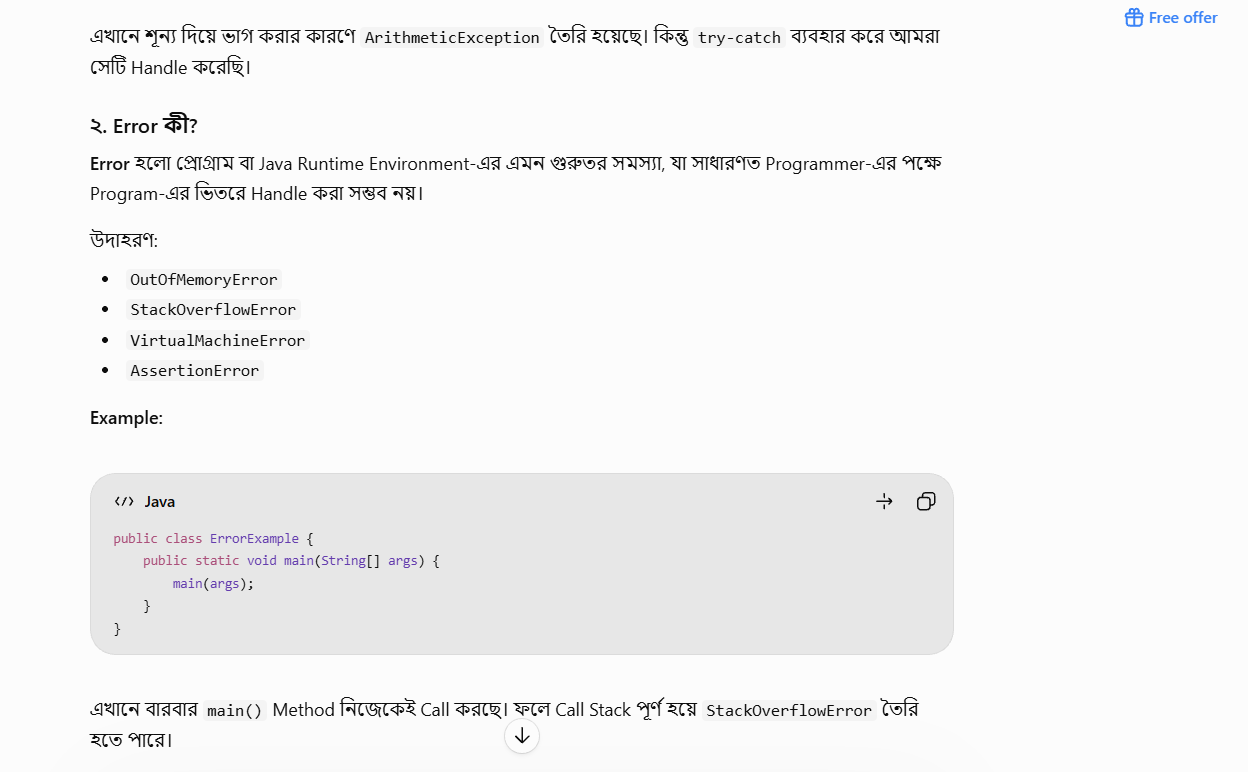 Free offer
এখানে শূন্য দিয়ে ভাগ করার কারণে ArithmeticException তৈরি হয়েছে। কিন্তু try-catch ব্যবহার করে আমরা
সেটি Handle করেছি।
২. Error কী?
Error হলো প্রোগ্রাম বা Java Runtime Environment-এর এমন গুরুতর সমস্যা, যা সাধারণত Programmer-এর পক্ষে
Program-এর ভিতরে Handle করা সম্ভব নয়।
উদাহরণ:
• OutOfMemoryError
• StackOverflowError
• VirtualMachineError
• AssertionError
Example:
</> Java
public class ErrorExample {
    public static void main(String[] args) {
        main(args);
    }
}
এখানে বারবার main() Method নিজেকেই Call করছে। ফলে Call Stack পূর্ণ হয়ে StackOverflowError তৈরি
হতে পারে।